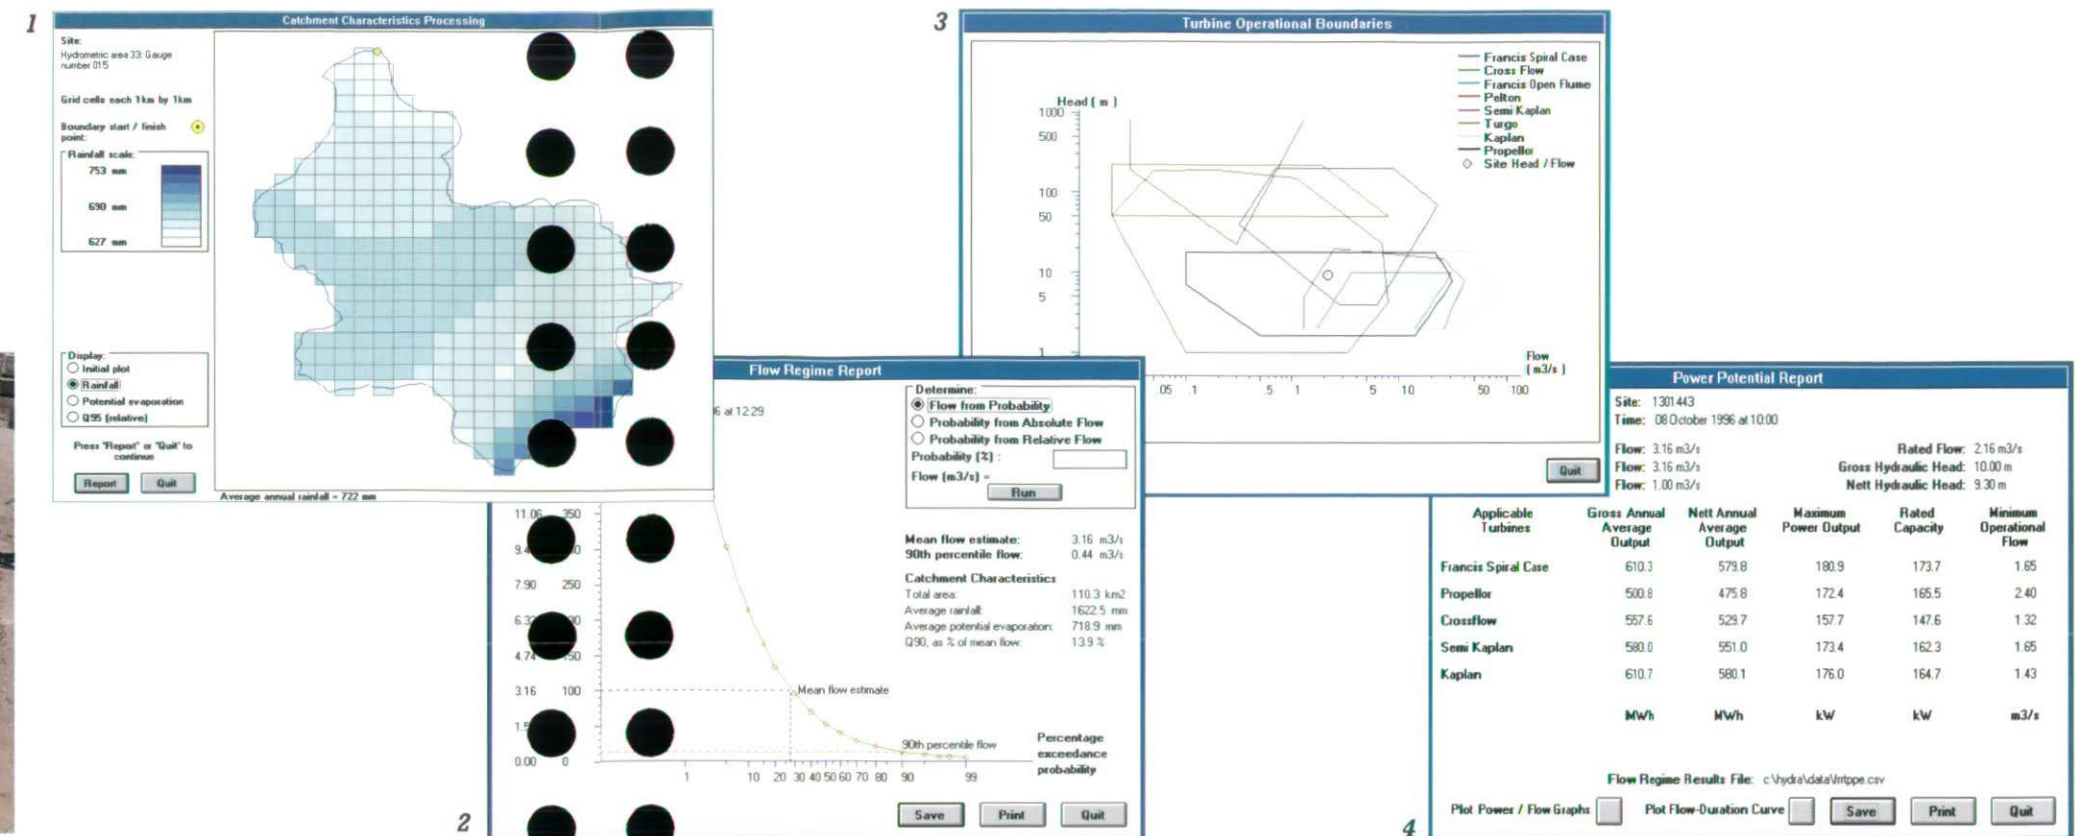 1
Catchment Characteristics Processing
Site:
Hydrometric area 33: Gauge
number 015
Grid cells each 1km by 1km
Boundary start / finish
point:
Rainfall scale:
753 mm
690 mm
627 mm
Display:
Initial plot
Rainfall
Potential evaporation
Q95 (relative)
Press "Report" or "Quit" to
continue
Report
Quit
Average annual rainfall = 722 mm
2
Flow Regime Report
6 at 12:29
Determine:
Flow from Probability
Probability from Absolute Flow
Probability from Relative Flow
Probability (%) :
Flow (m3/s) =
Run
Mean flow estimate: 3.16 m3/s
90th percentile flow: 0.44 m3/s
Catchment Characteristics
Total area: 110.3 km2
Average rainfall: 1622.5 mm
Average potential evaporation: 718.9 mm
Q90, as % of mean flow: 13.9 %
11.06 350
7.90 250
3.16 100
0.00 0
Mean flow estimate
90th percentile flow
Percentage
exceedance
probability
1 10 20 30 40 50 60 70 80 90 99
Save
Print
Quit
3
Turbine Operational Boundaries
Francis Spiral Case
Cross Flow
Francis Open Flume
Pelton
Semi Kaplan
Turgo
Kaplan
Propellor
Site Head / Flow
Head ( m )
1000
500
100
50
10
5
1
Flow
( m3/s )
.05 .1 5 1 5 10 50 100
Quit
4
Power Potential Report
Site: 1301443
Time: 08 October 1996 at 10:00
Flow: 3.16 m3/s Rated Flow: 2.16 m3/s
Flow: 3.16 m3/s Gross Hydraulic Head: 10.00 m
Flow: 1.00 m3/s Nett Hydraulic Head: 9.30 m
Applicable Turbines Gross Annual Average Output Nett Annual Average Output Maximum Power Output Rated Capacity Minimum Operational Flow
Francis Spiral Case 610.3 579.8 180.9 173.7 1.65
Propellor 500.8 475.8 172.4 165.5 2.40
Crossflow 557.6 529.7 157.7 147.6 1.32
Semi Kaplan 580.0 551.0 173.4 162.3 1.65
Kaplan 610.7 580.1 176.0 164.7 1.43
MWh MWh kW kW m3/s
Flow Regime Results File:
Plot Power / Flow Graphs
Plot Flow-Duration Curve
Save
Print
Quit